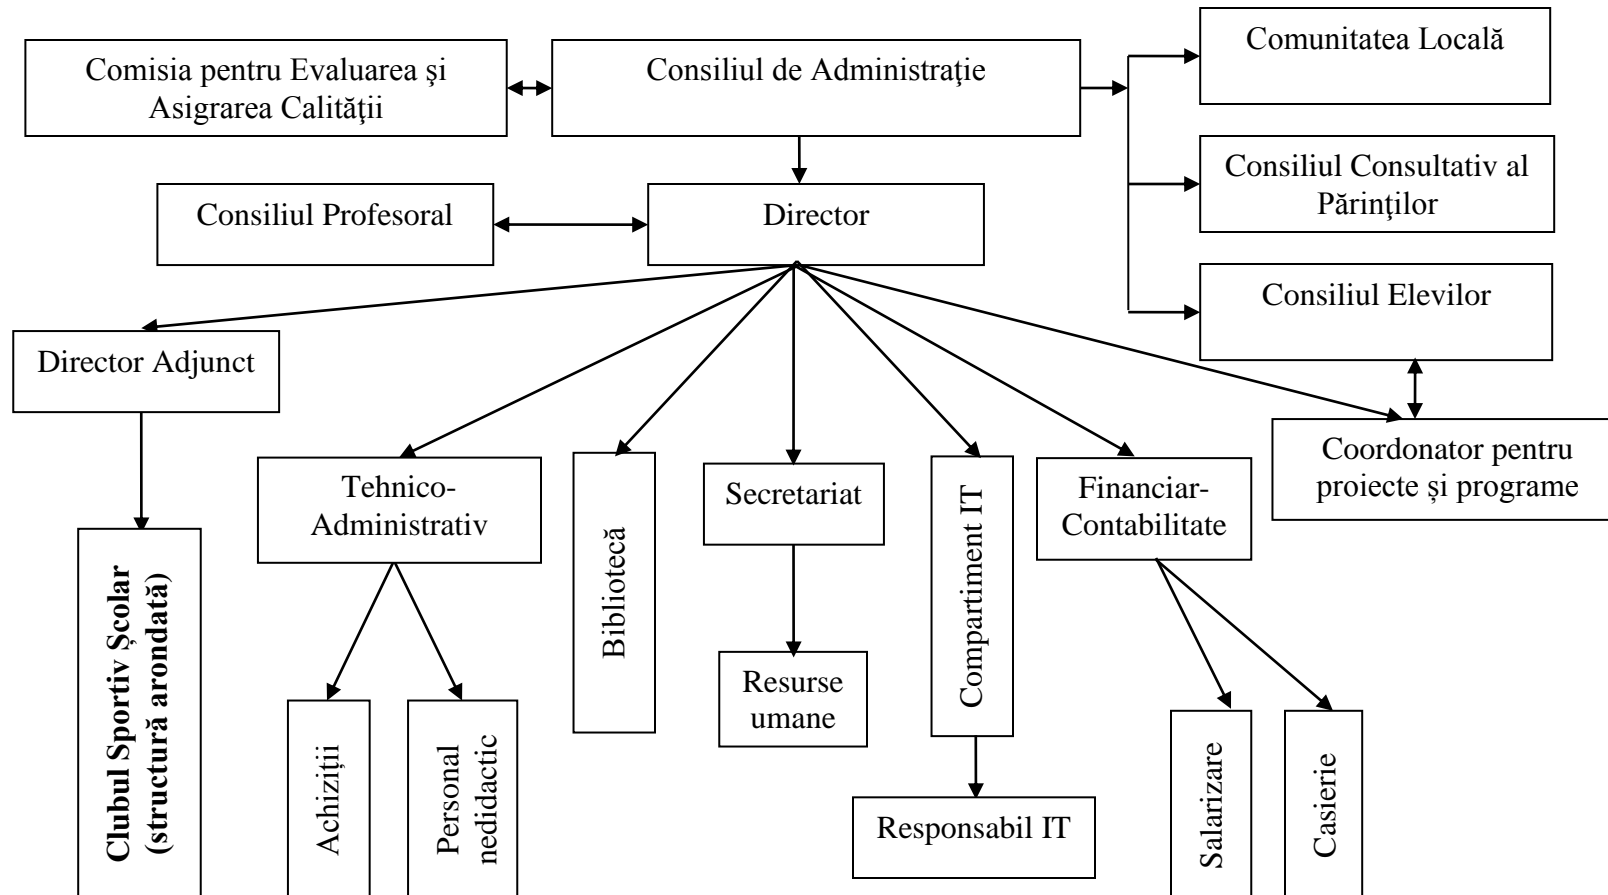 Comisia pentru Evaluarea şi
Asigrarea Calităţii
Consiliul de Administraţie
Comunitatea Locală
Consiliul Consultativ al
Părinţilor
Consiliul Profesoral
Director
Consiliul Elevilor
Director Adjunct
Coordonator pentru
proiecte și programe
Tehnico-
Administrativ
Bibliotecă
Secretariat
Compartiment IT
Financiar-
Contabilitate
Clubul Sportiv Școlar
(structură arondată)
Resurse
umane
Achiziții
Personal
nedidactic
Responsabil IT
Salarizare
Casierie